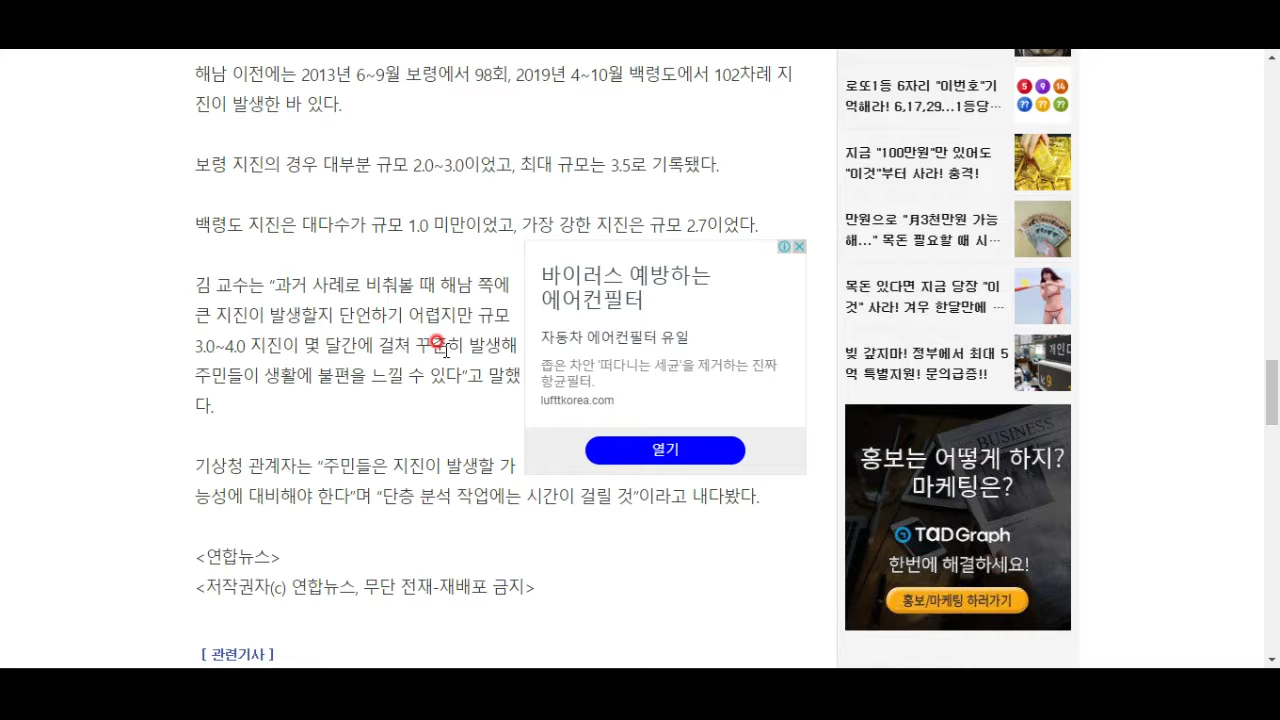 해남 이전에는 2013년 6~9월 보령에서 98회, 2019년 4~10월 백령도에서 102차례 지
진이 발생한 바 있다.
보령 지진의 경우 대부분 규모 2.0~3.0이었고, 최대 규모는 3.5로 기록됐다.
백령도 지진은 대다수가 규모 1.0 미만이었고, 가장 강한 지진은 규모 2.7이었다.
김 교수는 “과거 사례로 비춰볼 때 해남 쪽에
큰 지진이 발생할지 단언하기 어렵지만 규모
3.0~4.0 지진이 몇 달간에 걸쳐 발생해
주민들이 생활에 불편을 느낄 수 있다”고 말했
다.
기상청 관계자는 “주민들은 지진이 발생할 가
능성에 대비해야 한다”며 “단층 분석 작업에는 시간이 걸릴 것”이라고 내다봤다.
<연합뉴스>
<저작권자(c) 연합뉴스, 무단 전재-재배포 금지>
[ 관련기사 ]
바이러스 예방하는
에어컨필터
자동차 에어컨필터 유일
좁은 차안 '떠다니는 세균'을 제거하는 진짜
항균필터.
lufttkorea.com
열기
로또1등 6자리 "이번호"기
억해라! 6,17,29...1등당…
5 9 14
?? ?? ??
지금 "100만원"만 있어도
"이것"부터 사라! 충격!
만원으로 "月3천만원 가능
해..." 목돈 필요할 때 시…
목돈 있다면 지금 당장 "이
것" 사라! 겨우 한달만에 …
빚 갚지마! 정부에서 최대 5
억 특별지원! 문의급증!!
개인
BUSINESS
홍보는 어떻게 하지?
마케팅은?
TADGraph
한번에 해결하세요!
홍보/마케팅 하러가기